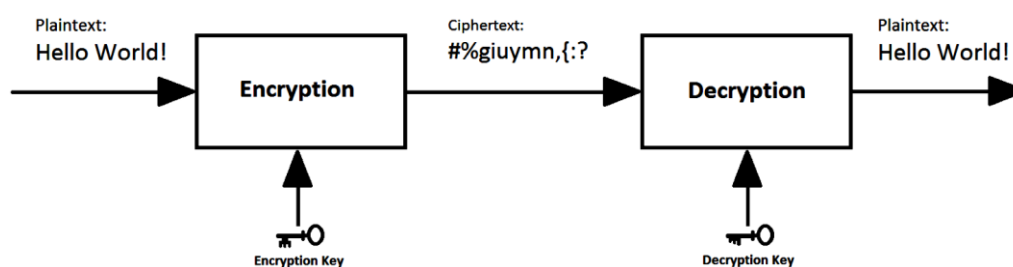 Plaintext:
Hello World!
Encryption
Ciphertext:
#%giuymn,{:?
Decryption
Plaintext:
Hello World!
Encryption Key
Decryption Key